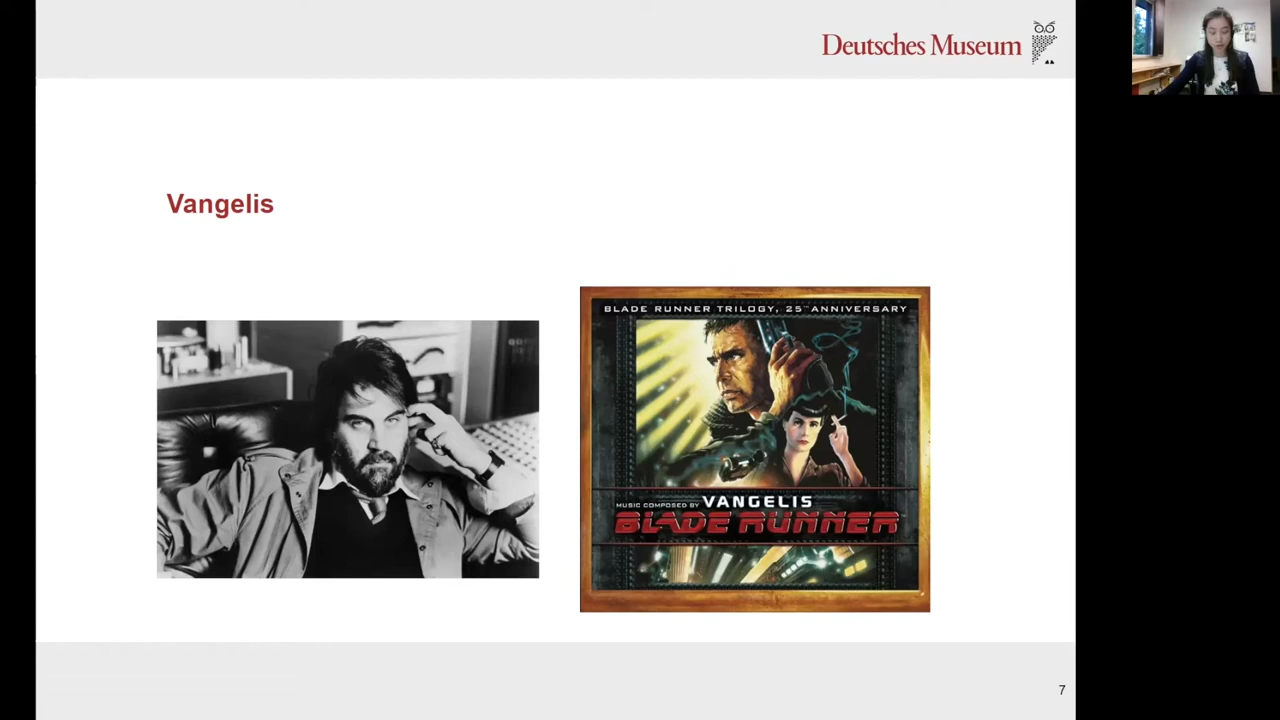 Deutsches Museum
Vangelis
BLADE RUNNER TRILOGY, 25TH ANNIVERSARY
MUSIC COMPOSED BY VANGELIS
BLADE RUNNER
7